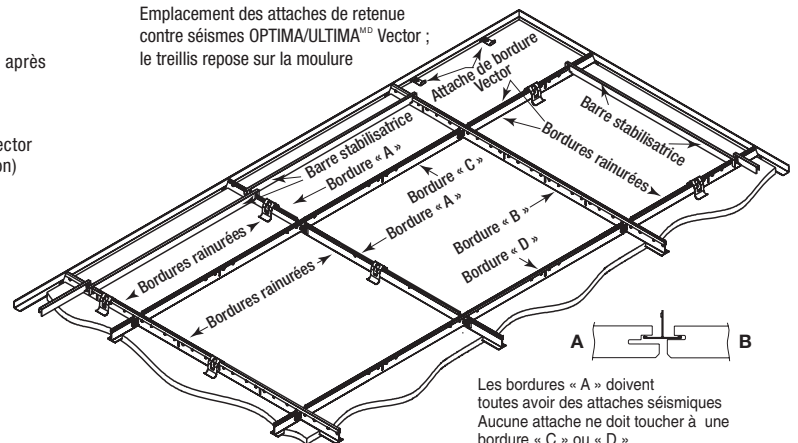 Emplacement des attaches de retenue
contre séismes OPTIMA/ULTIMAᴹᴰ Vector ;
le treillis repose sur la moulure
après
ector
on)
Attache de bordure
Vector
Barre stabilisatrice
Bordures rainurées
Barre stabilisatrice
Bordure « A »
Bordure « C »
Bordure « A »
Bordure « B »
Bordure « D »
Bordures rainurées
Bordures rainurées
A
B
Les bordures « A » doivent
toutes avoir des attaches séismiques
Aucune attache ne doit toucher à une
bordure « C » ou « D »